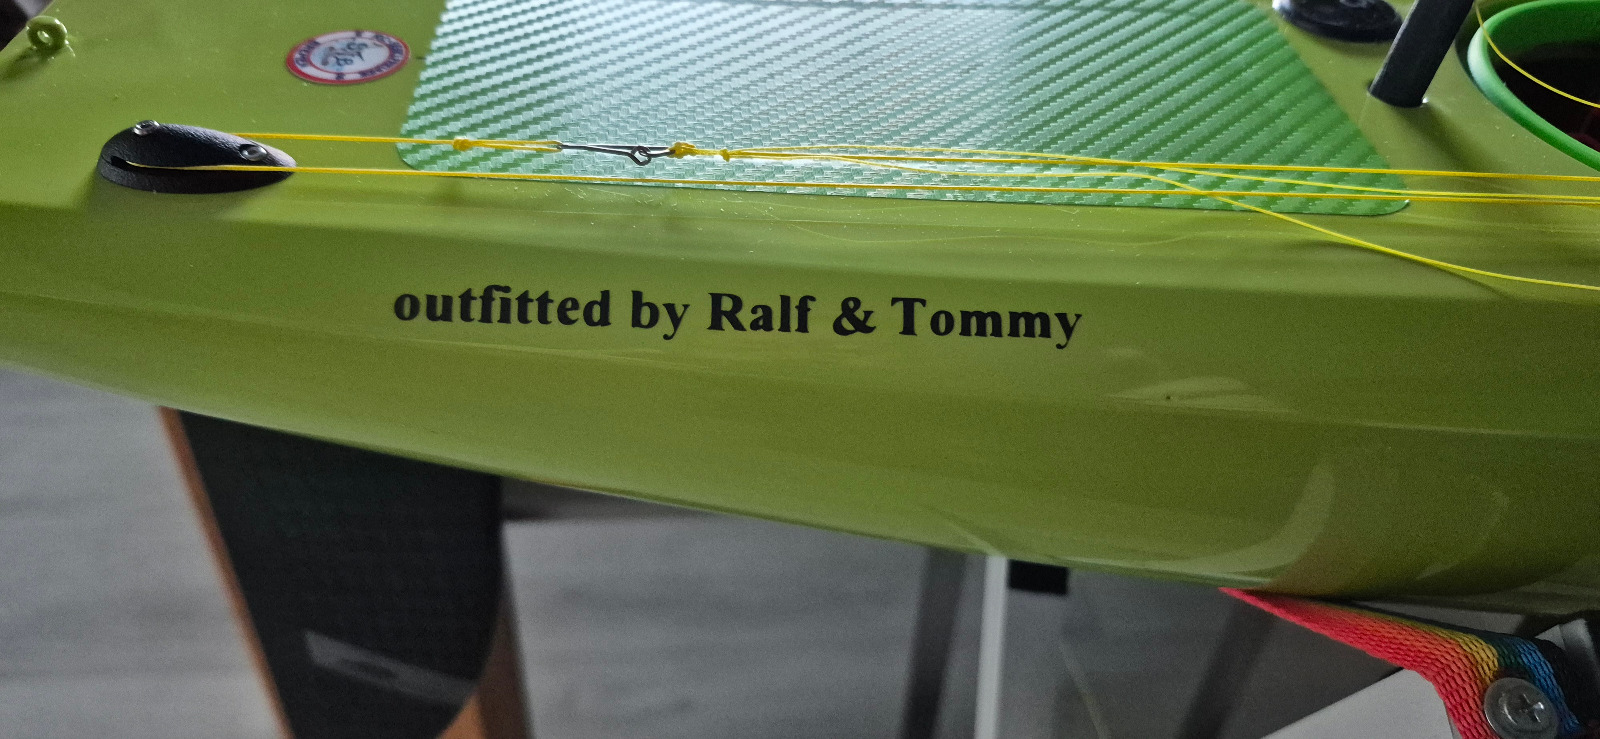 outfitted by Ralf & Tommy